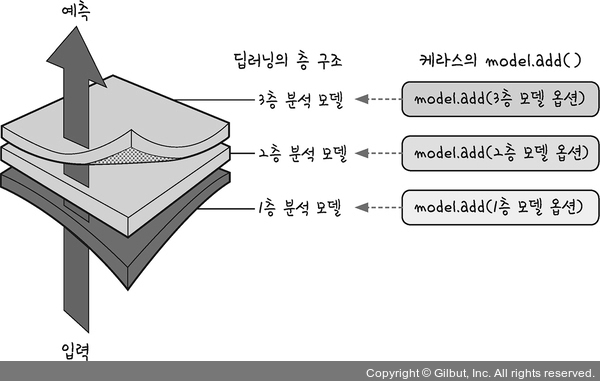 예측
딥러닝의 층 구조
케라스의 model.add()
3층 분석 모델
model.add(3층 모델 옵션)
2층 분석 모델
model.add(2층 모델 옵션)
1층 분석 모델
model.add(1층 모델 옵션)
입력
Copyright © Gilbut, Inc. All rights reserved.